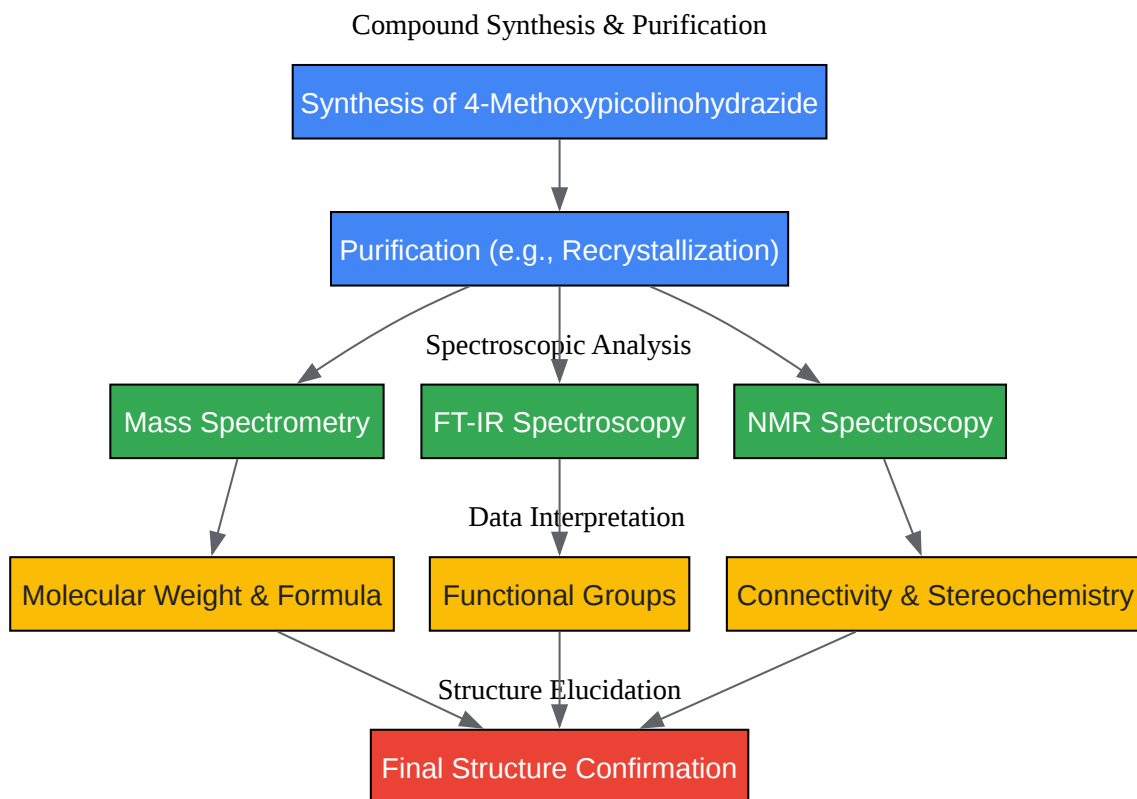 Compound Synthesis & Purification
Synthesis of 4-Methoxypicolinohydrazide
Purification (e.g., Recrystallization)
Spectroscopic Analysis
Mass Spectrometry
FT-IR Spectroscopy
NMR Spectroscopy
Data Interpretation
Molecular Weight & Formula
Functional Groups
Connectivity & Stereochemistry
Structure Elucidation
Final Structure Confirmation